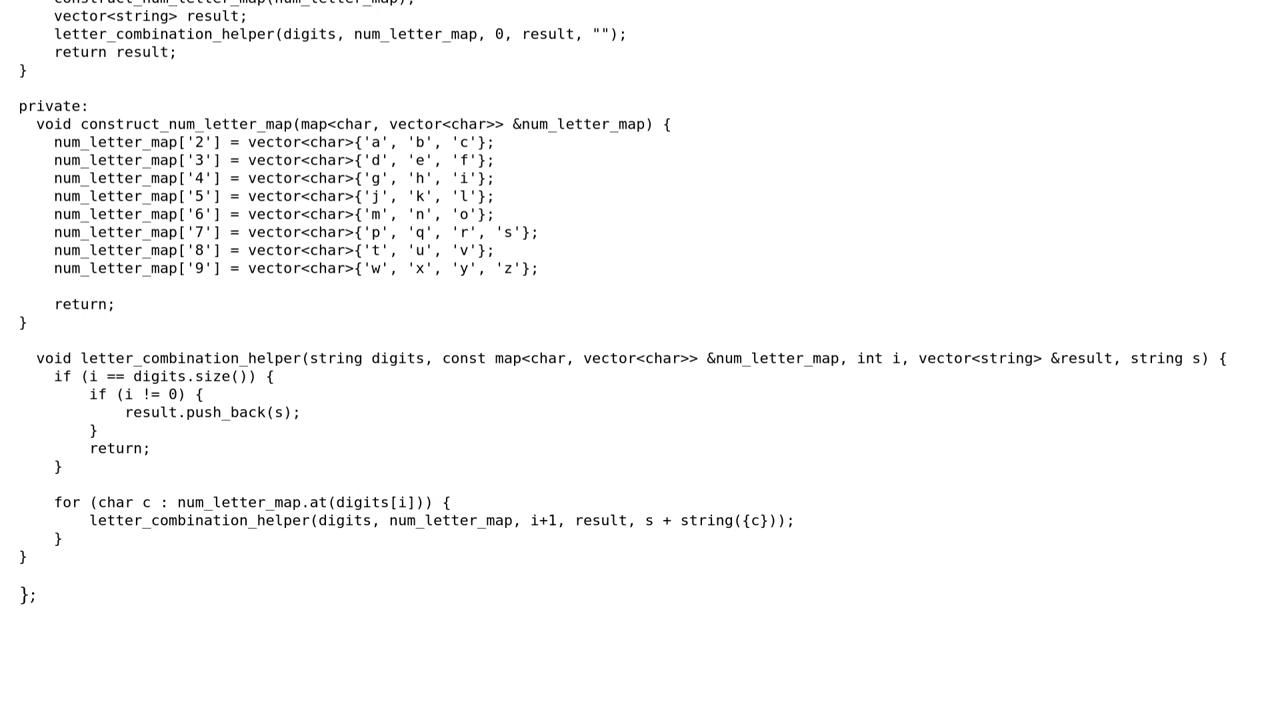 construct_num_letter_map(num_letter_map);
    vector<string> result;
    letter_combination_helper(digits, num_letter_map, 0, result, "");
    return result;
}

private:
  void construct_num_letter_map(map<char, vector<char>> &num_letter_map) {
    num_letter_map['2'] = vector<char>{'a', 'b', 'c'};
    num_letter_map['3'] = vector<char>{'d', 'e', 'f'};
    num_letter_map['4'] = vector<char>{'g', 'h', 'i'};
    num_letter_map['5'] = vector<char>{'j', 'k', 'l'};
    num_letter_map['6'] = vector<char>{'m', 'n', 'o'};
    num_letter_map['7'] = vector<char>{'p', 'q', 'r', 's'};
    num_letter_map['8'] = vector<char>{'t', 'u', 'v'};
    num_letter_map['9'] = vector<char>{'w', 'x', 'y', 'z'};

    return;
}

  void letter_combination_helper(string digits, const map<char, vector<char>> &num_letter_map, int i, vector<string> &result, string s) {
    if (i == digits.size()) {
        if (i != 0) {
            result.push_back(s);
        }
        return;
    }

    for (char c : num_letter_map.at(digits[i])) {
        letter_combination_helper(digits, num_letter_map, i+1, result, s + string({c}));
    }
}

};